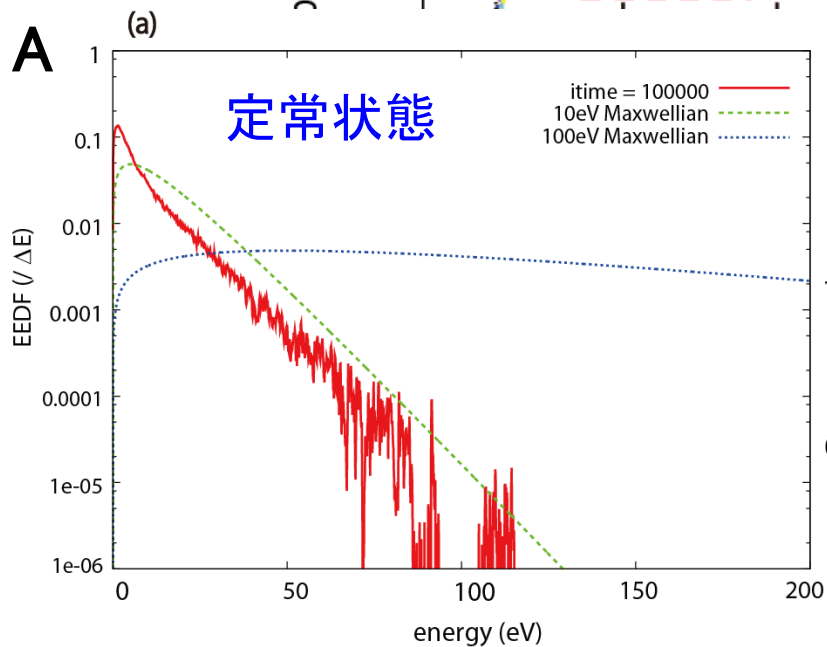 (a)
A
定常状態
itime = 100000
10eV Maxwellian
100eV Maxwellian
EEDF (/ ΔE)
1
0.1
0.01
0.001
0.0001
1e-05
1e-06
0
50
100
150
200
energy (eV)